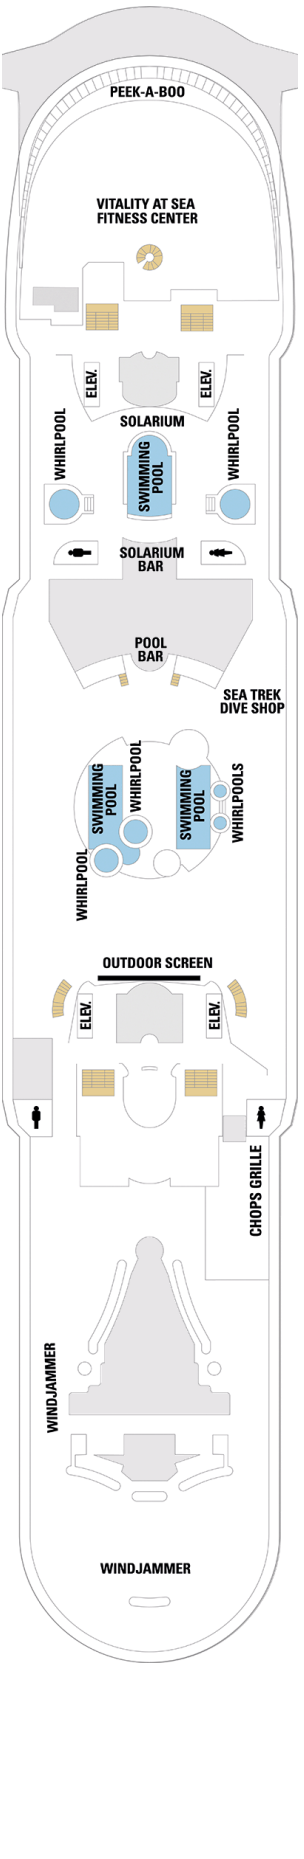 PEEK-A-BOO
VITALITY AT SEA
FITNESS CENTER
ELEV.
ELEV.
SOLARIUM
WHIRLPOOL
SWIMMING
POOL
WHIRLPOOL
SOLARIUM
BAR
POOL
BAR
SEA TREK
DIVE SHOP
SWIMMING
POOL
WHIRLPOOL
SWIMMING
POOL
WHIRLPOOLS
WHIRLPOOL
OUTDOOR SCREEN
ELEV.
ELEV.
CHOPS GRILLE
WINDJAMMER
WINDJAMMER